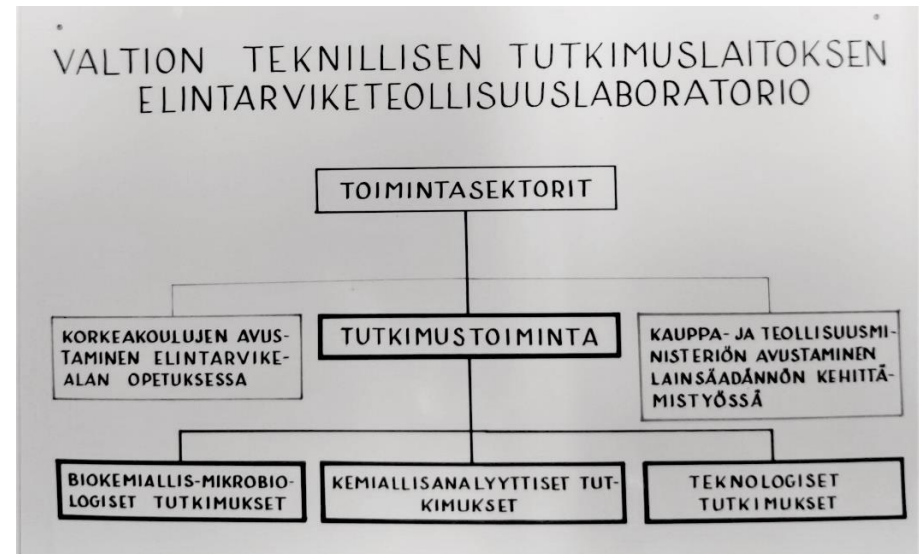 VALTION TEKNILLISEN TUTKIMUSLAITOKSEN
ELINTARVIKETEOLLISUUSLABORATORIO
TOIMINTASEKTORIT
KORKEAKOULUJEN AVUS-
TAMINEN ELINTARVIKE-
ALAN OPETUKSESSA
TUTKIMUSTOIMINTA
KAUPPA- JA TEOLLISUUSMI-
NISTERIÖN AVUSTAMINEN
LAINSÄÄDÄNNÖN KEHITTÄ-
MISTYÖSSÄ
BIOKEMIALLIS-MIKROBIO-
LOGISET TUTKIMUKSET
KEMIALLISANALYYTTISET TUT-
KIMUKSET
TEKNOLOGISET
TUTKIMUKSET